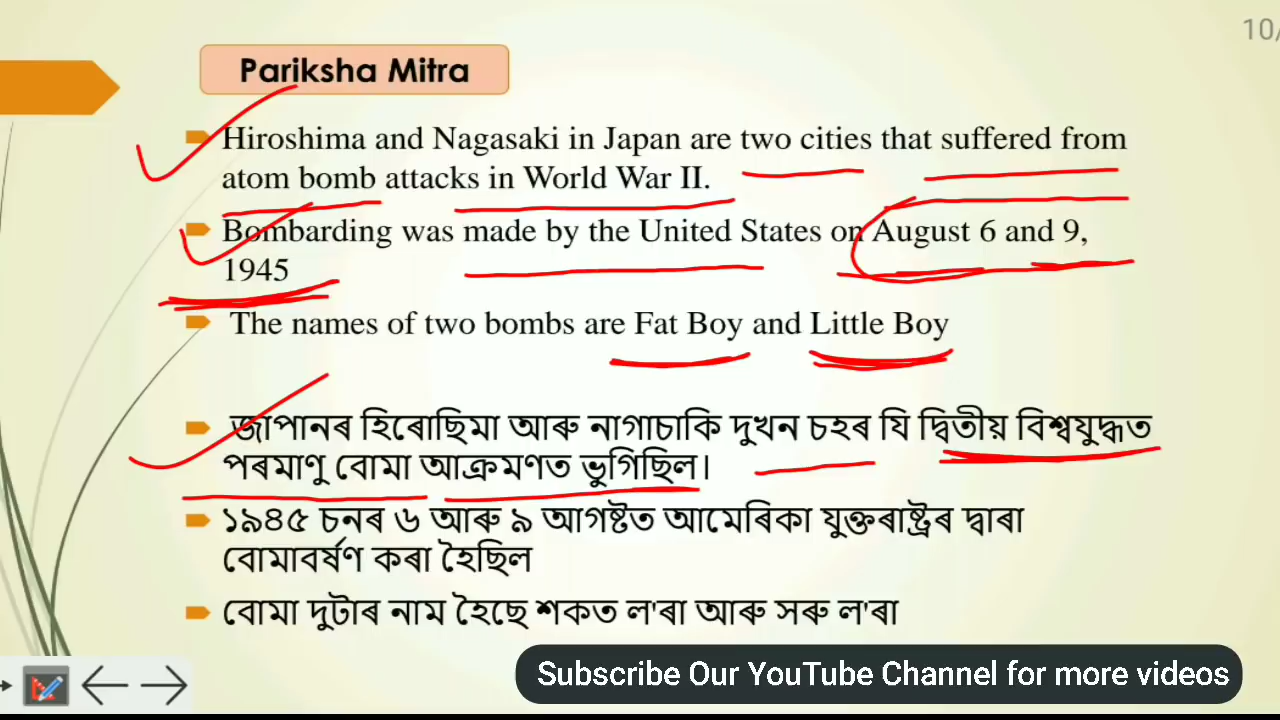 10/
Pariksha Mitra
Hiroshima and Nagasaki in Japan are two cities that suffered from
atom bomb attacks in World War II.
Bombarding was made by the United States on August 6 and 9,
1945
The names of two bombs are Fat Boy and Little Boy
জাপানৰ হিৰোছিমা আৰু নাগাচাকি দুখন চহৰ যি দ্বিতীয় বিশ্বযুদ্ধত
পৰমাণু বোমা আক্ৰমণত ভুগিছিল।
১৯৪৫ চনৰ ৬ আৰু ৯ আগষ্টত আমেৰিকা যুক্তৰাষ্ট্ৰৰ দ্বাৰা
বোমাবৰ্ষণ কৰা হৈছিল
বোমা দুটাৰ নাম হৈছে শকত ল'ৰা আৰু সৰু ল'ৰা
Subscribe Our YouTube Channel for more videos